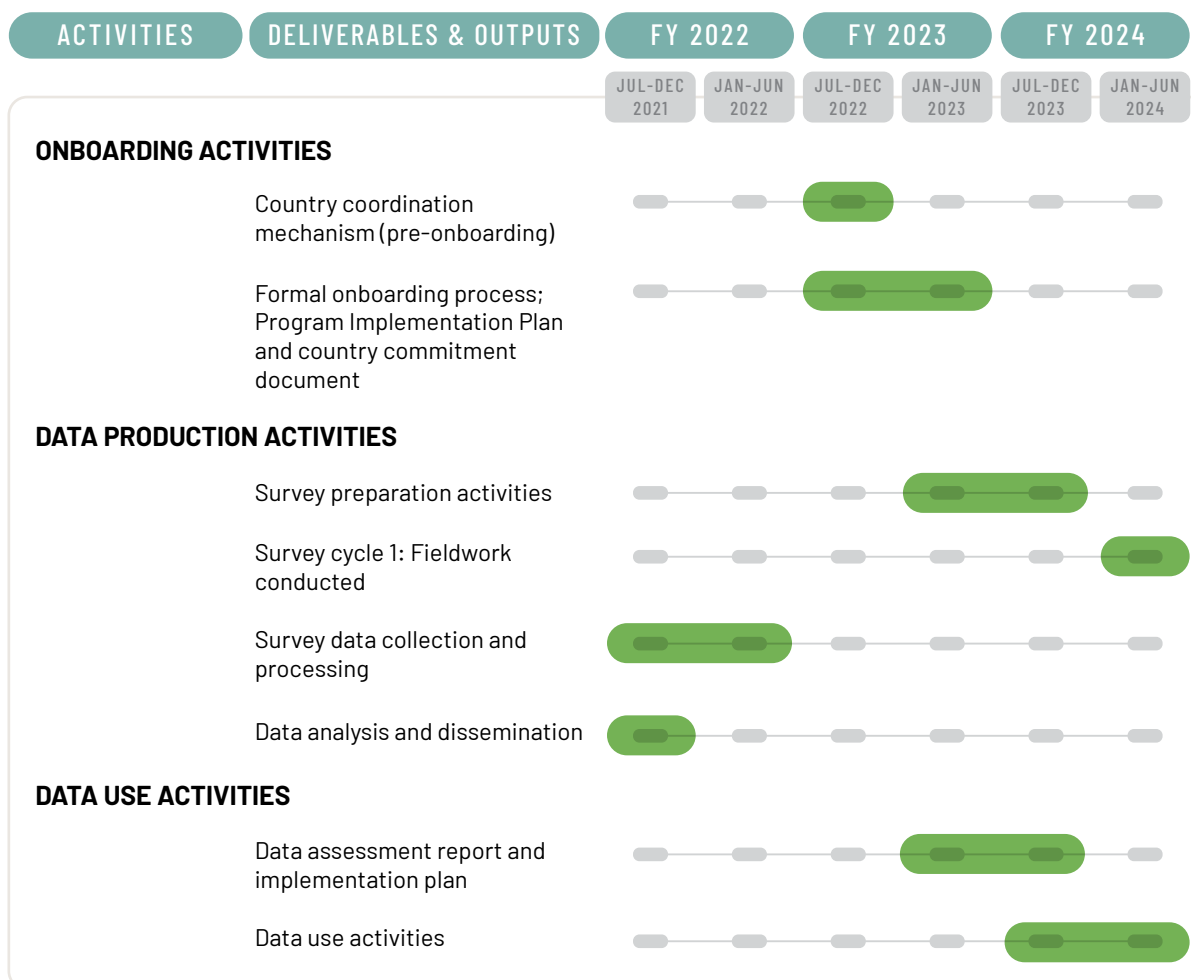 ACTIVITIES
DELIVERABLES & OUTPUTS
FY 2022
FY 2023
FY 2024
JUL-DEC
2021
JAN-JUN
2022
JUL-DEC
2022
JAN-JUN
2023
JUL-DEC
2023
JAN-JUN
2024
ONBOARDING ACTIVITIES
Country coordination
mechanism (pre-onboarding)
Formal onboarding process;
Program Implementation Plan
and country commitment
document
DATA PRODUCTION ACTIVITIES
Survey preparation activities
Survey cycle 1: Fieldwork
conducted
Survey data collection and
processing
Data analysis and dissemination
DATA USE ACTIVITIES
Data assessment report and
implementation plan
Data use activities